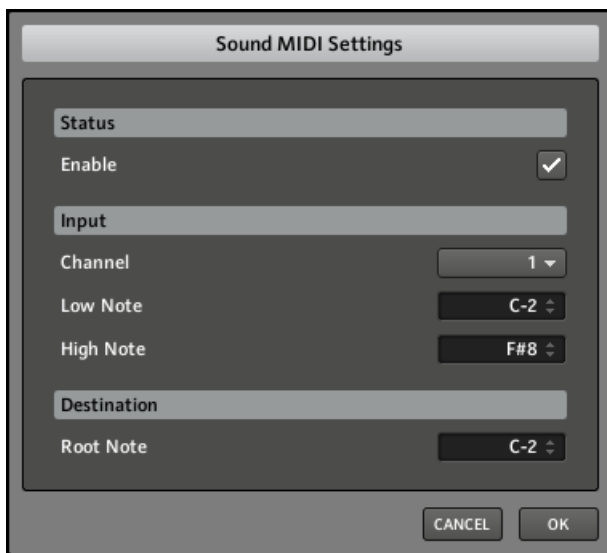 Sound MIDI Settings
Status
Enable
Input
Channel 1
Low Note C-2
High Note F#8
Destination
Root Note C-2
CANCEL OK